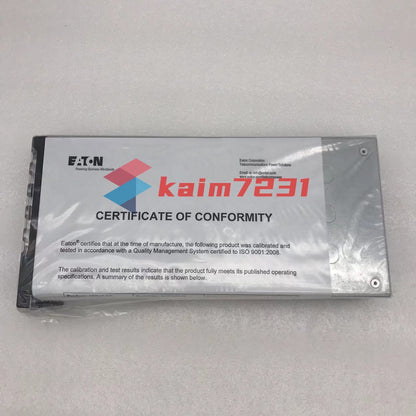 EATON
Powering Business Worldwide
Eaton Corporation
Telecommunications Power Solutions
kaim7231
CERTIFICATE OF CONFORMITY
Eaton® certifies that at the time of manufacture, the following product was calibrated and
tested in accordance with a Quality Management System certified to ISO 9001:2008.
The calibration and test results indicate that the product fully meets its published operating
specifications. A summary of the results is shown below.